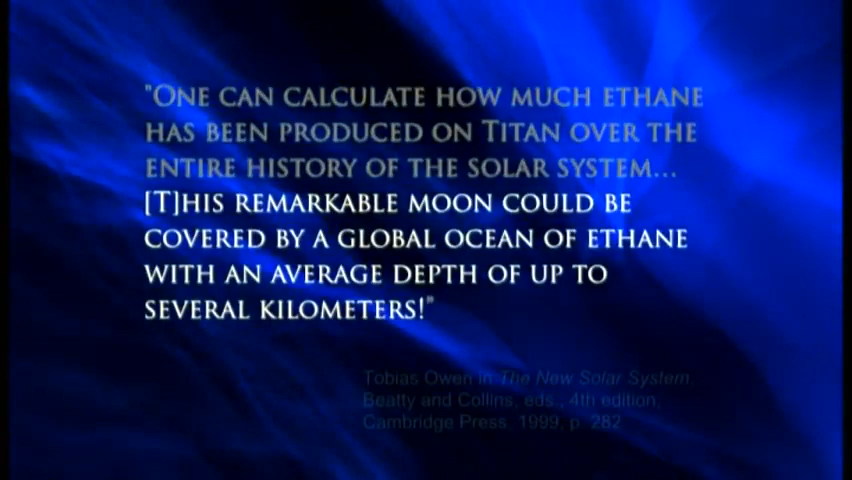 "One can calculate how much ethane
has been produced on Titan over the
entire history of the solar system...
[T]his remarkable moon could be
covered by a global ocean of ethane
with an average depth of up to
several kilometers!"
Tobias Owen in The New Solar System,
Beatty and Collins, eds., 4th edition,
Cambridge Press, 1999, p. 282